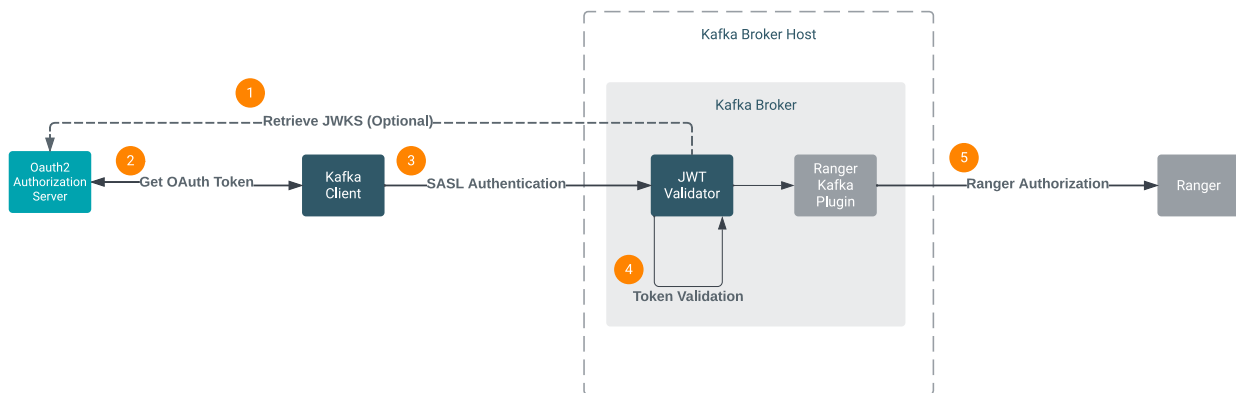 Kafka Broker Host
Kafka Broker
1
Retrieve JWKS (Optional)
Oauth2
Authorization
Server
2
Get OAuth Token
Kafka
Client
3
SASL Authentication
JWT
Validator
Ranger
Kafka
Plugin
5
Ranger Authorization
Ranger
4
Token Validation